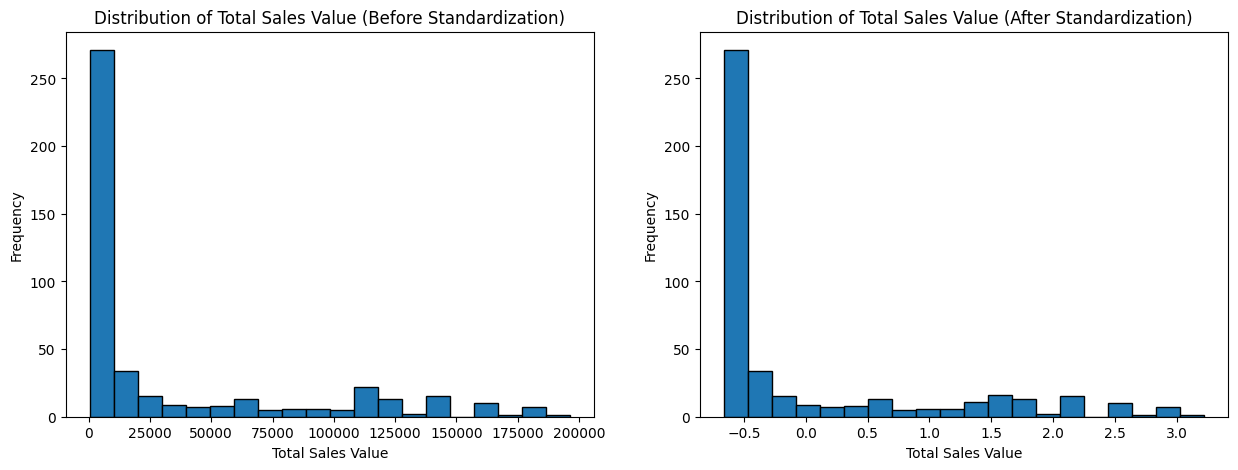 Distribution of Total Sales Value (Before Standardization)
Frequency
250
200
150
100
50
0
0 25000 50000 75000 100000 125000 150000 175000 200000
Total Sales Value
Distribution of Total Sales Value (After Standardization)
Frequency
250
200
150
100
50
0
−0.5 0.0 0.5 1.0 1.5 2.0 2.5 3.0
Total Sales Value